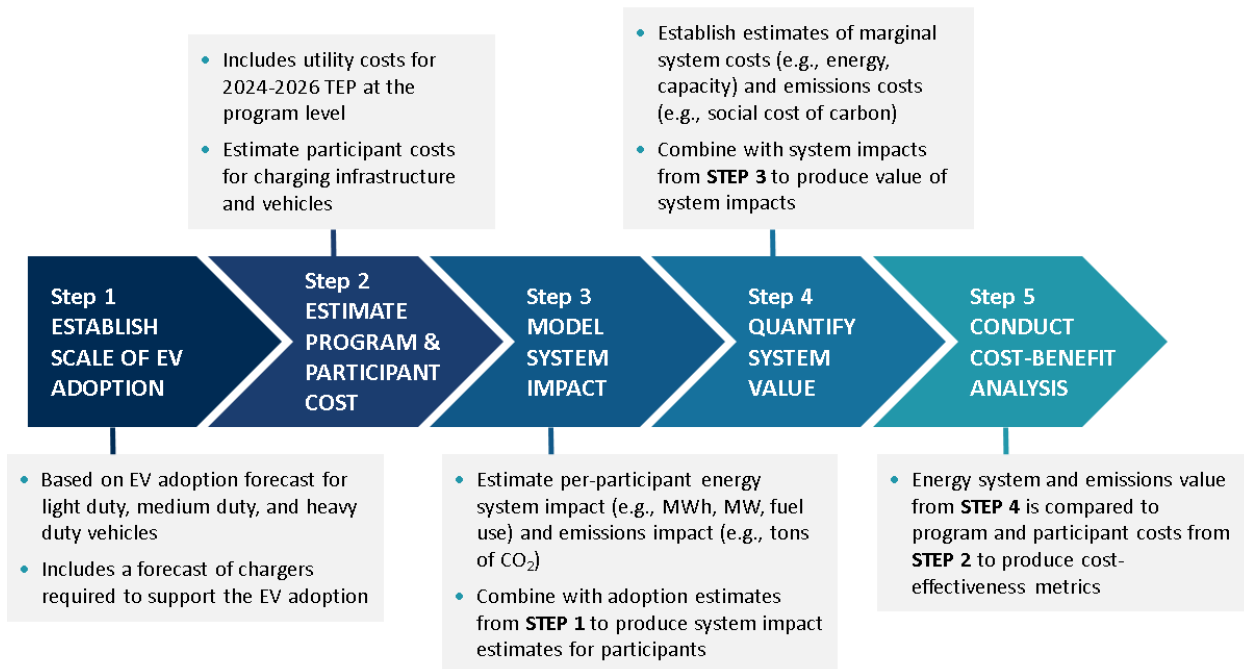 • Includes utility costs for
2024-2026 TEP at the
program level
• Estimate participant costs
for charging infrastructure
and vehicles
• Establish estimates of marginal
system costs (e.g., energy,
capacity) and emissions costs
(e.g., social cost of carbon)
• Combine with system impacts
from STEP 3 to produce value of
system impacts
Step 1
ESTABLISH
SCALE OF EV
ADOPTION
Step 2
ESTIMATE
PROGRAM &
PARTICIPANT
COST
Step 3
MODEL
SYSTEM
IMPACT
Step 4
QUANTIFY
SYSTEM
VALUE
Step 5
CONDUCT
COST-BENEFIT
ANALYSIS
• Based on EV adoption forecast for
light duty, medium duty, and heavy
duty vehicles
• Includes a forecast of chargers
required to support the EV adoption
• Estimate per-participant energy
system impact (e.g., MWh, MW, fuel
use) and emissions impact (e.g., tons
of CO₂)
• Combine with adoption estimates
from STEP 1 to produce system impact
estimates for participants
• Energy system and emissions value
from STEP 4 is compared to
program and participant costs from
STEP 2 to produce cost-
effectiveness metrics